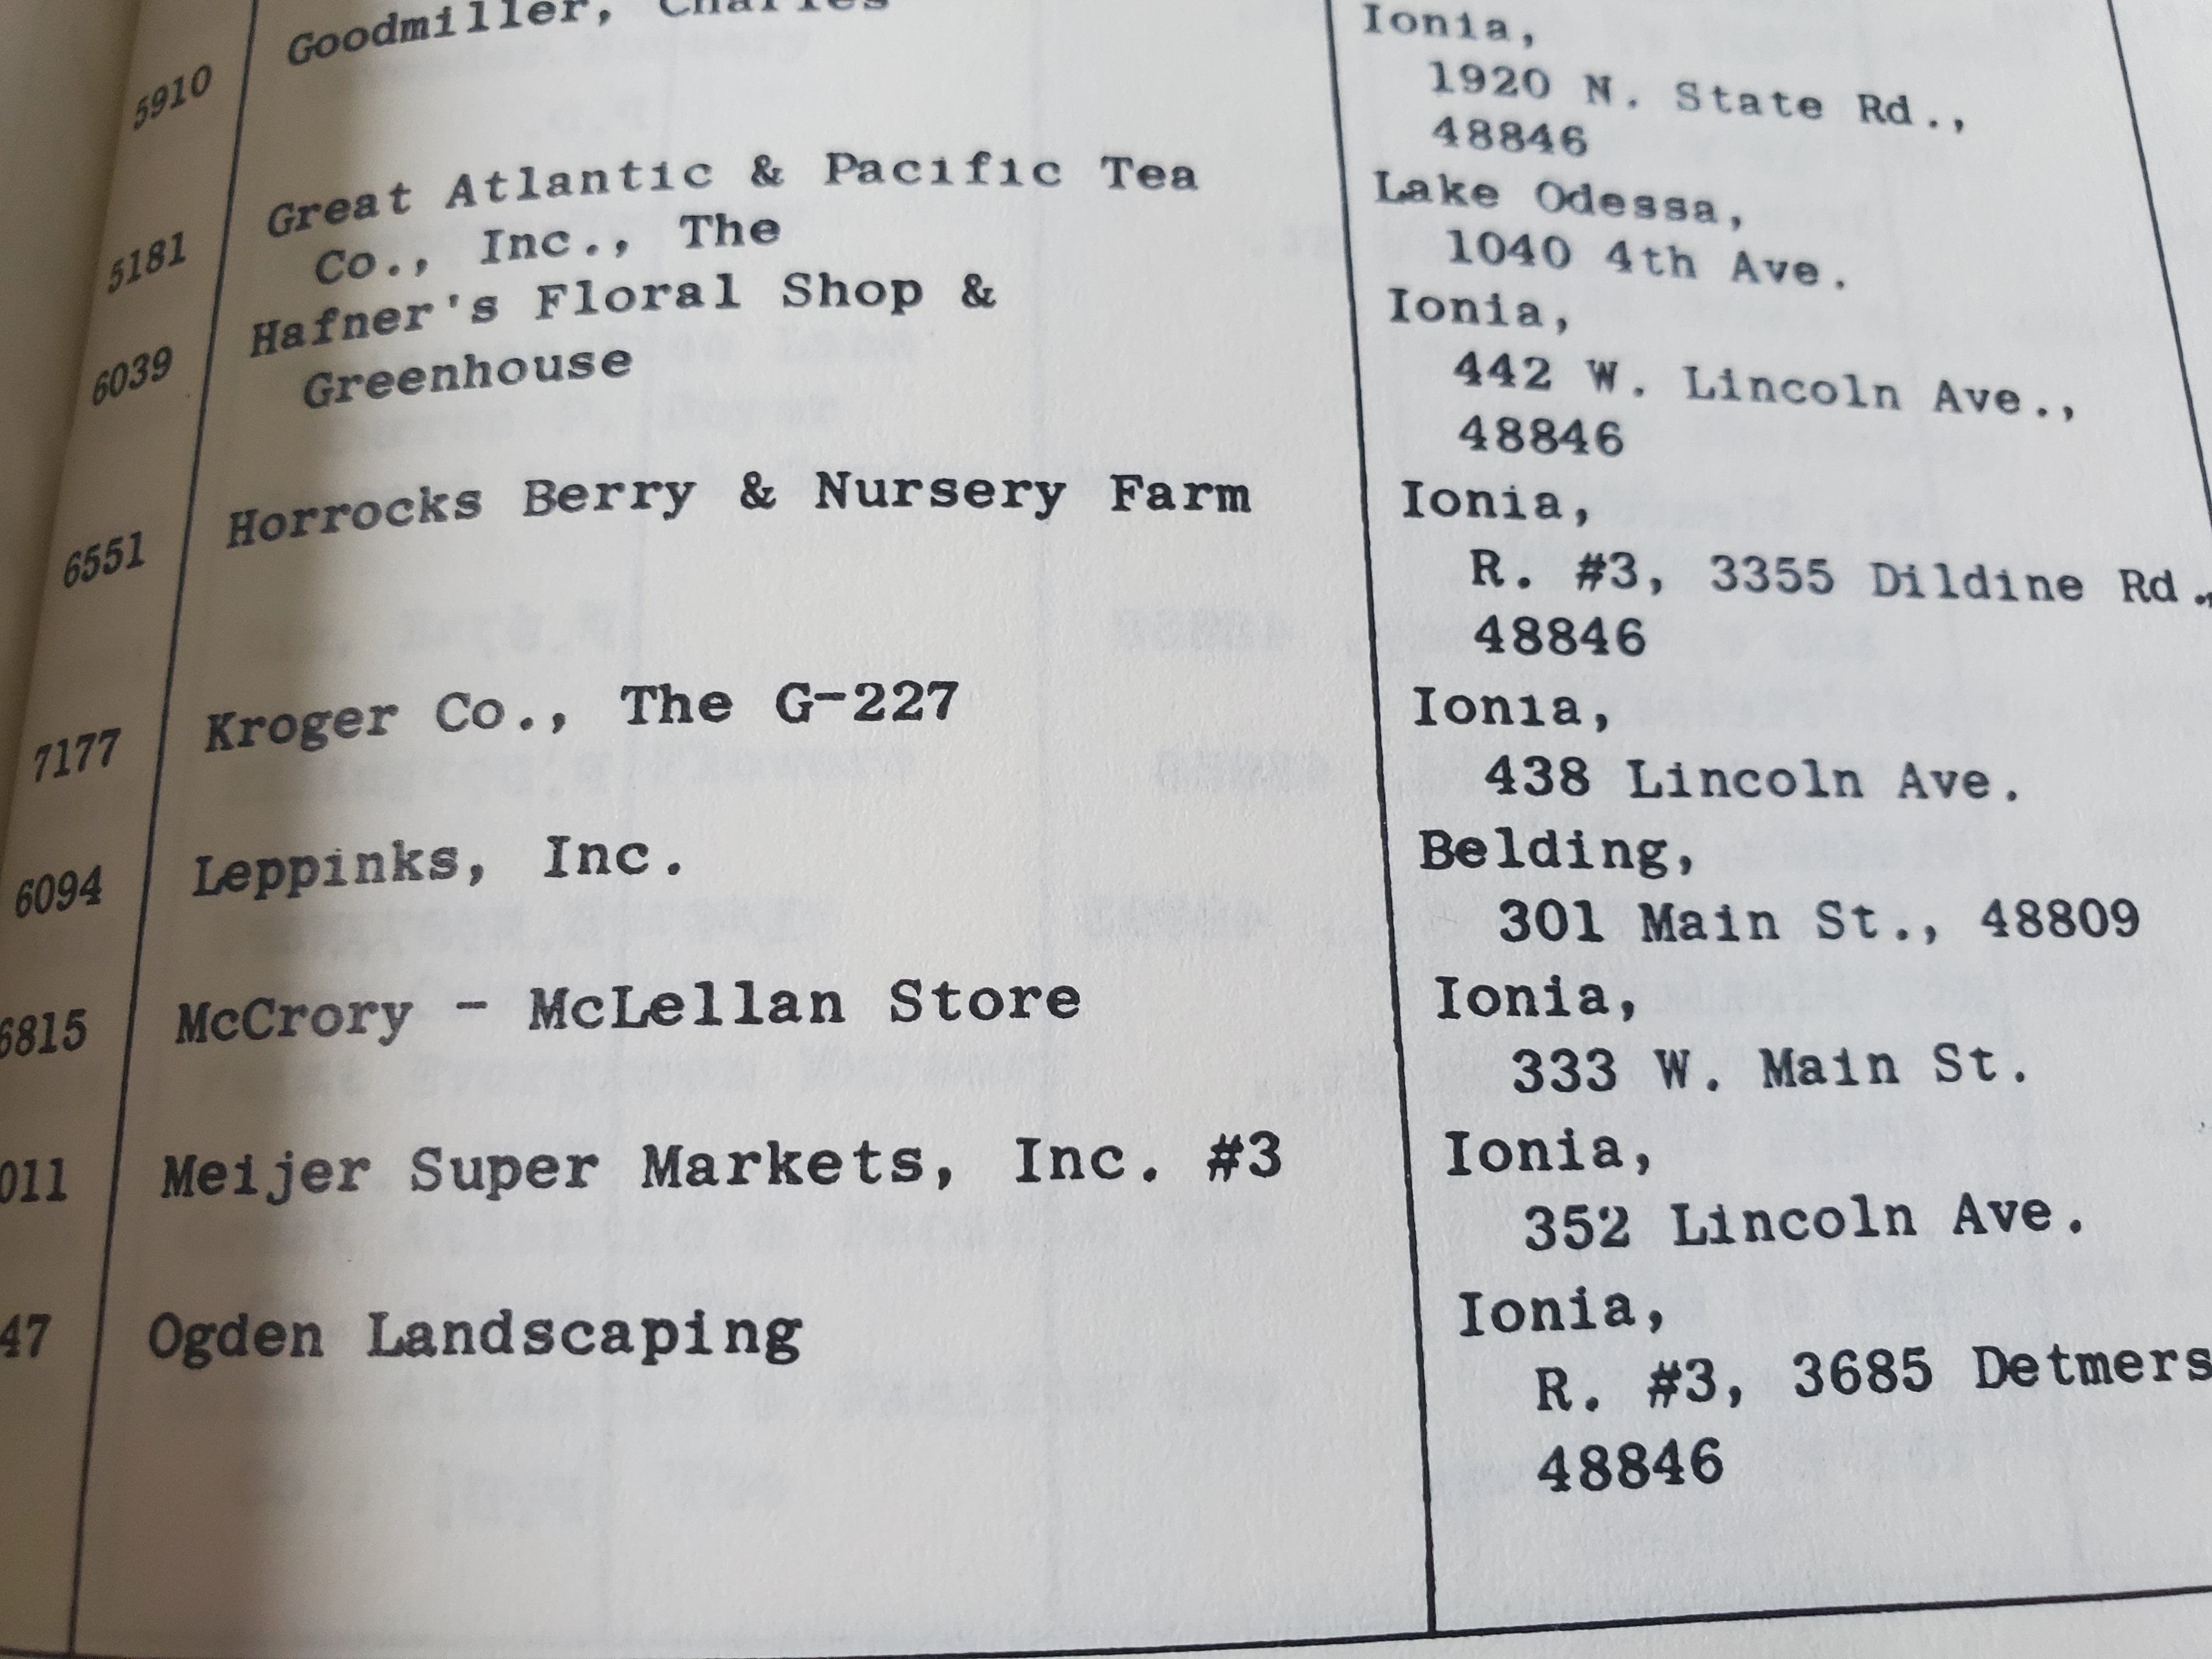 5910 Goodmiller, Charles Ionia,
1920 N. State Rd.,
48846
5181 Great Atlantic & Pacific Tea Lake Odessa,
Co., Inc., The 1040 4th Ave.
6039 Hafner's Floral Shop & Ionia,
Greenhouse 442 W. Lincoln Ave.,
48846
6551 Horrocks Berry & Nursery Farm Ionia,
R. #3, 3355 Dildine Rd.,
48846
7177 Kroger Co., The G-227 Ionia,
438 Lincoln Ave.
6094 Leppinks, Inc. Belding,
301 Main St., 48809
6815 McCrory - McLellan Store Ionia,
333 W. Main St.
011 Meijer Super Markets, Inc. #3 Ionia,
352 Lincoln Ave.
47 Ogden Landscaping Ionia,
R. #3, 3685 Detmers
48846